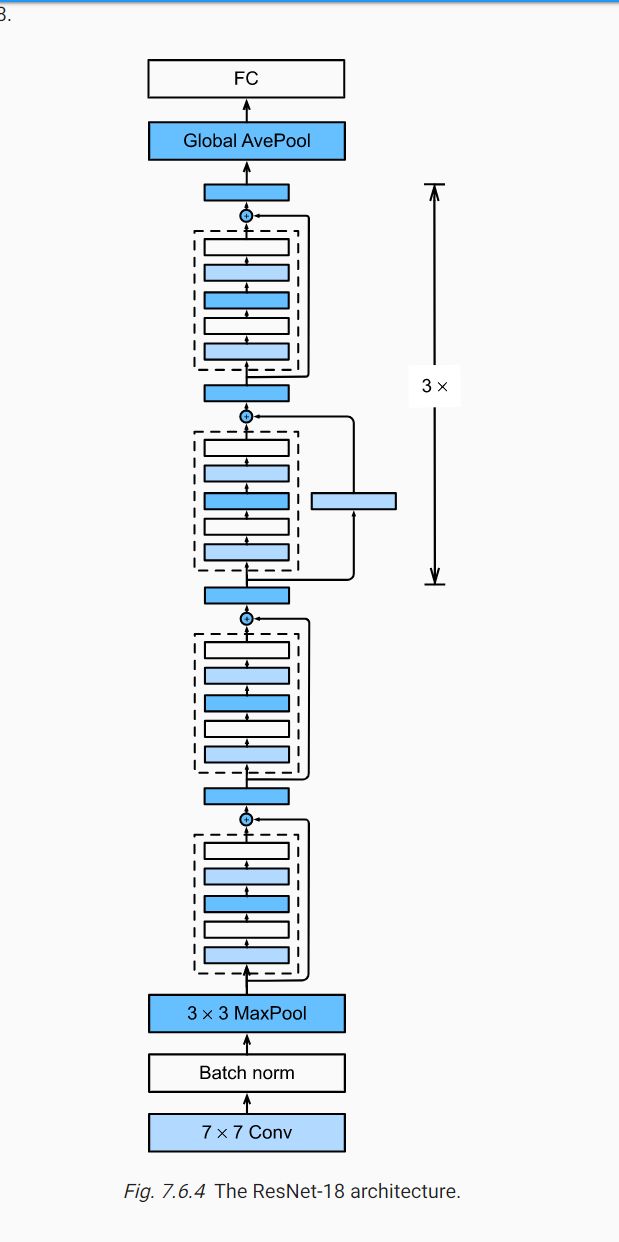 3.
FC
Global AvePool
3 ×
3 × 3 MaxPool
Batch norm
7 × 7 Conv
Fig. 7.6.4 The ResNet-18 architecture.